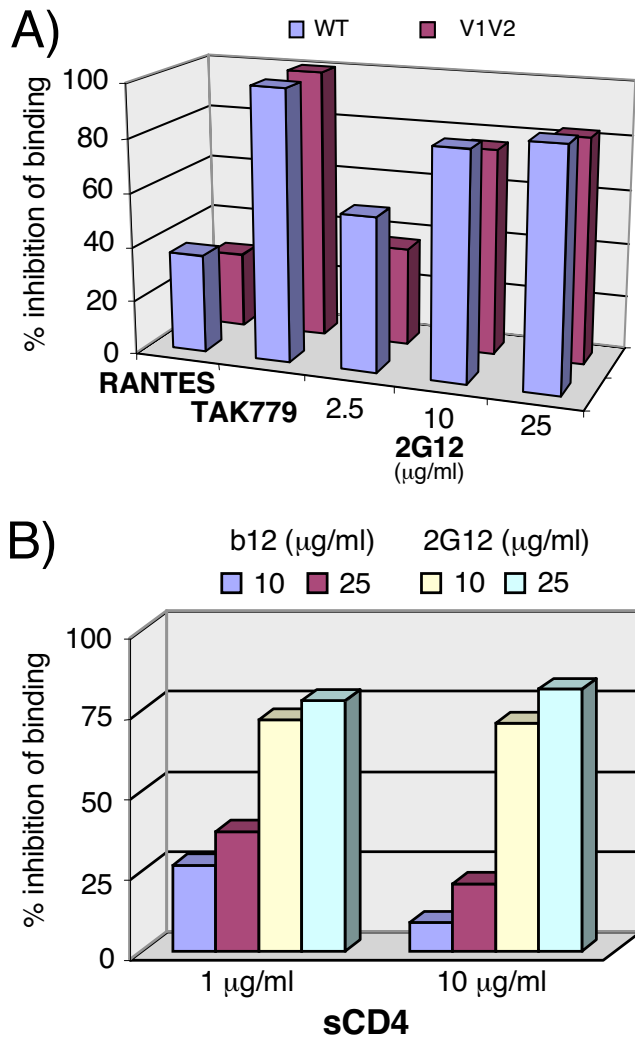 A)
WT V1V2
% inhibition of binding
100
80
60
40
20
0
RANTES
TAK779
2.5
10
25
2G12
(μg/ml)
B)
b12 (μg/ml) 2G12 (μg/ml)
10 25 10 25
% inhibition of binding
100
75
50
25
0
1 μg/ml 10 μg/ml
sCD4